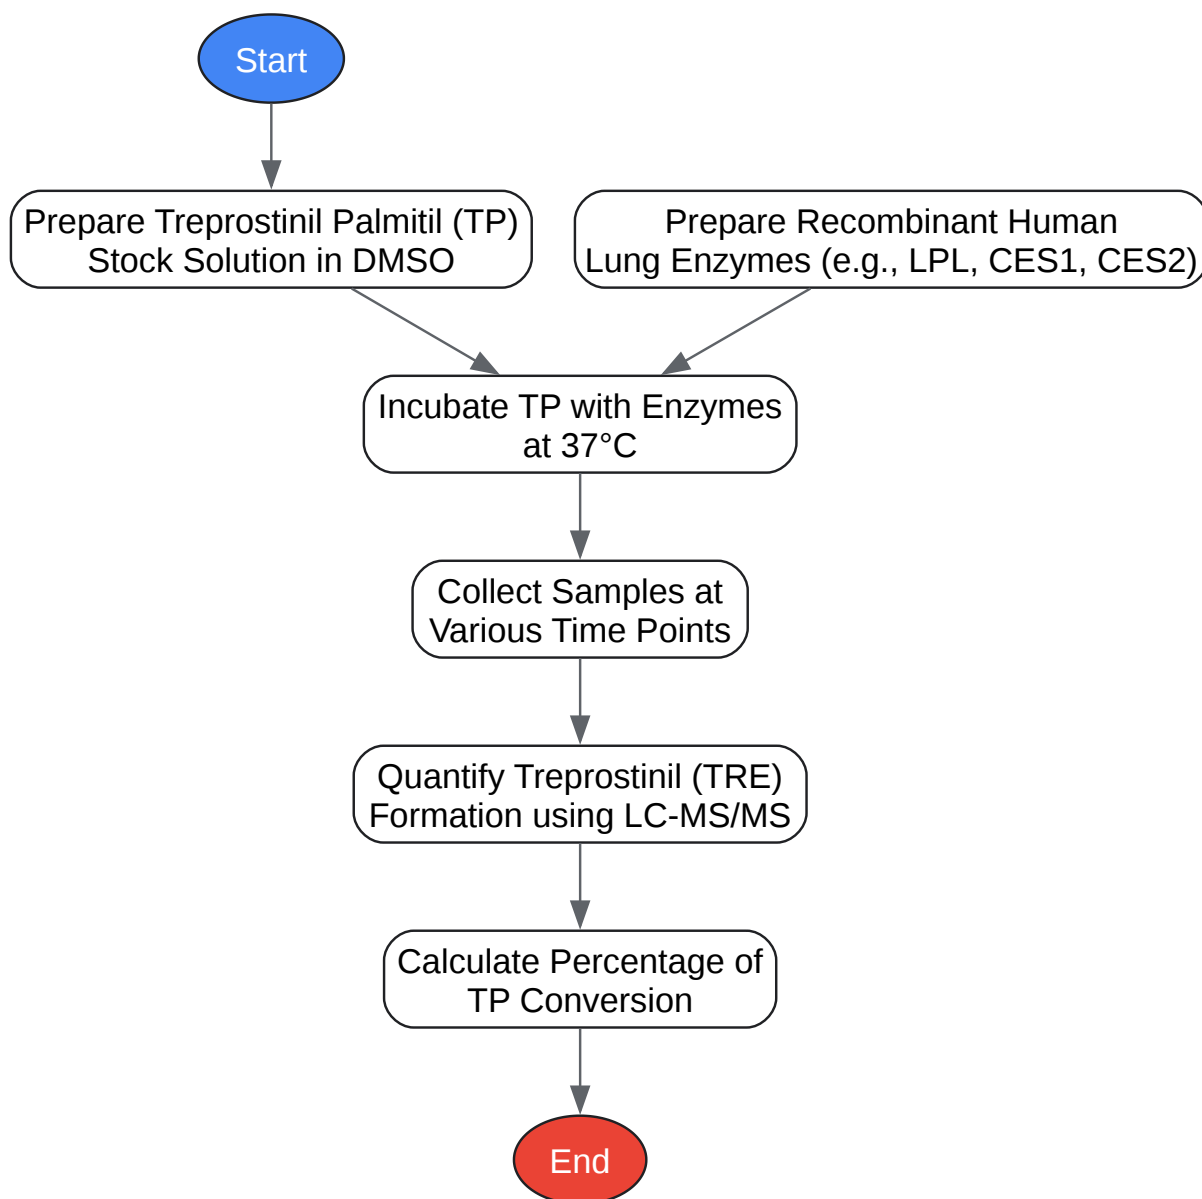 Start
Prepare Treprostinil Palmitil (TP)
Stock Solution in DMSO
Prepare Recombinant Human
Lung Enzymes (e.g., LPL, CES1, CES2)
Incubate TP with Enzymes
at 37°C
Collect Samples at
Various Time Points
Quantify Treprostinil (TRE)
Formation using LC-MS/MS
Calculate Percentage of
TP Conversion
End